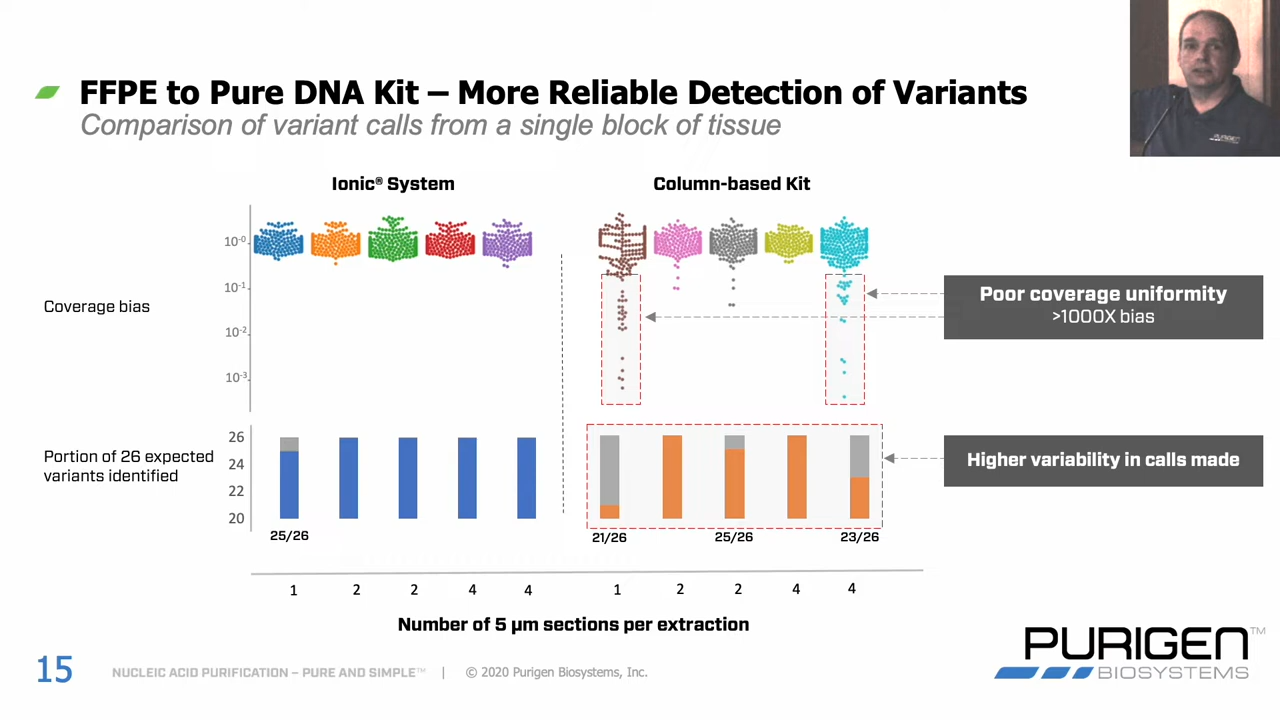 FFPE to Pure DNA Kit – More Reliable Detection of Variants
Comparison of variant calls from a single block of tissue
PURIGEN
Ionic® System
Column-based Kit
10⁻⁰
10⁻¹
10⁻²
10⁻³
Coverage bias
Poor coverage uniformity
>1000X bias
26
24
22
20
Portion of 26 expected
variants identified
Higher variability in calls made
25/26
21/26
25/26
23/26
1 2 2 4 4 1 2 2 4 4
Number of 5 µm sections per extraction
15 NUCLEIC ACID PURIFICATION – PURE AND SIMPLE™ | © 2020 Purigen Biosystems, Inc.
PURIGEN™
BIOSYSTEMS